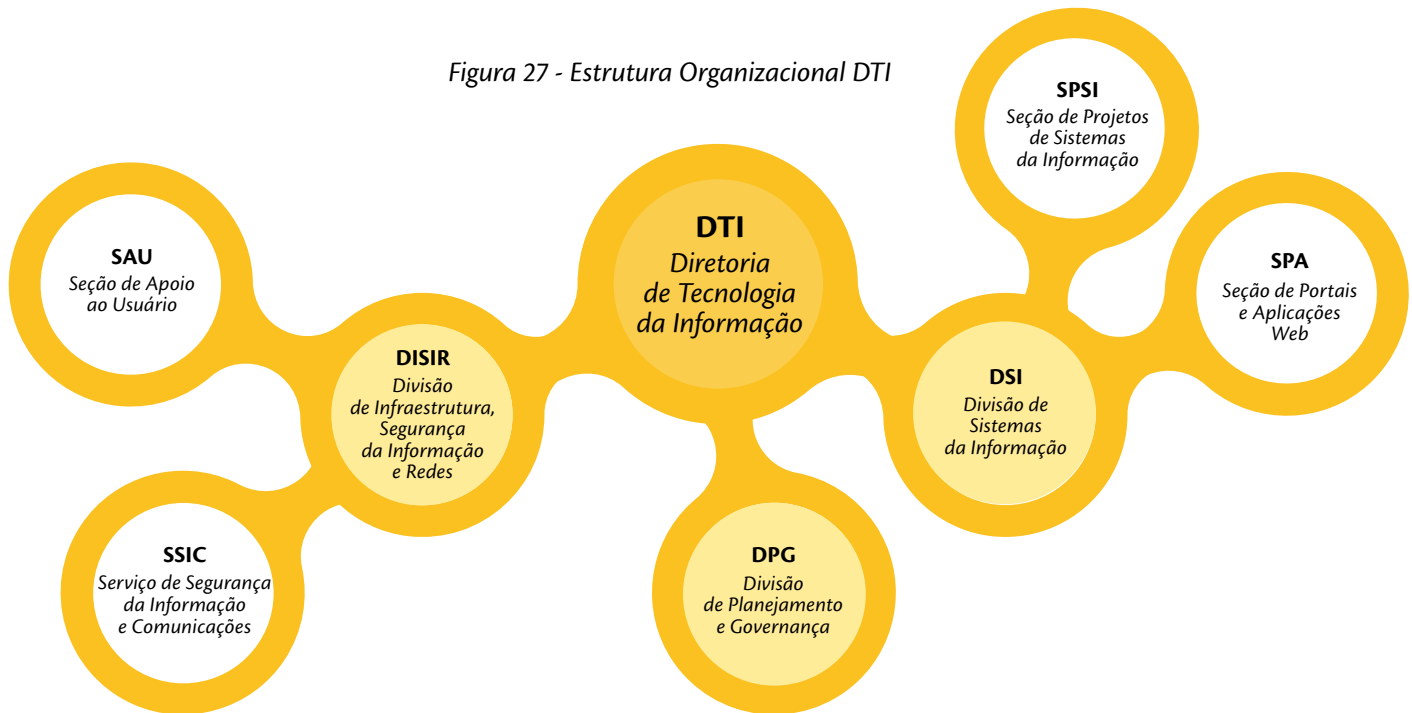 Figura 27 - Estrutura Organizacional DTI
SPSI
Seção de Projetos
de Sistemas
da Informação
SAU
Seção de Apoio
ao Usuário
DTI
Diretoria
de Tecnologia
da Informação
SPA
Seção de Portais
e Aplicações
Web
DISIR
Divisão
de Infraestrutura,
Segurança
da Informação
e Redes
DSI
Divisão de
Sistemas
da Informação
SSIC
Serviço de Segurança
da Informação
e Comunicações
DPG
Divisão
de Planejamento
e Governança